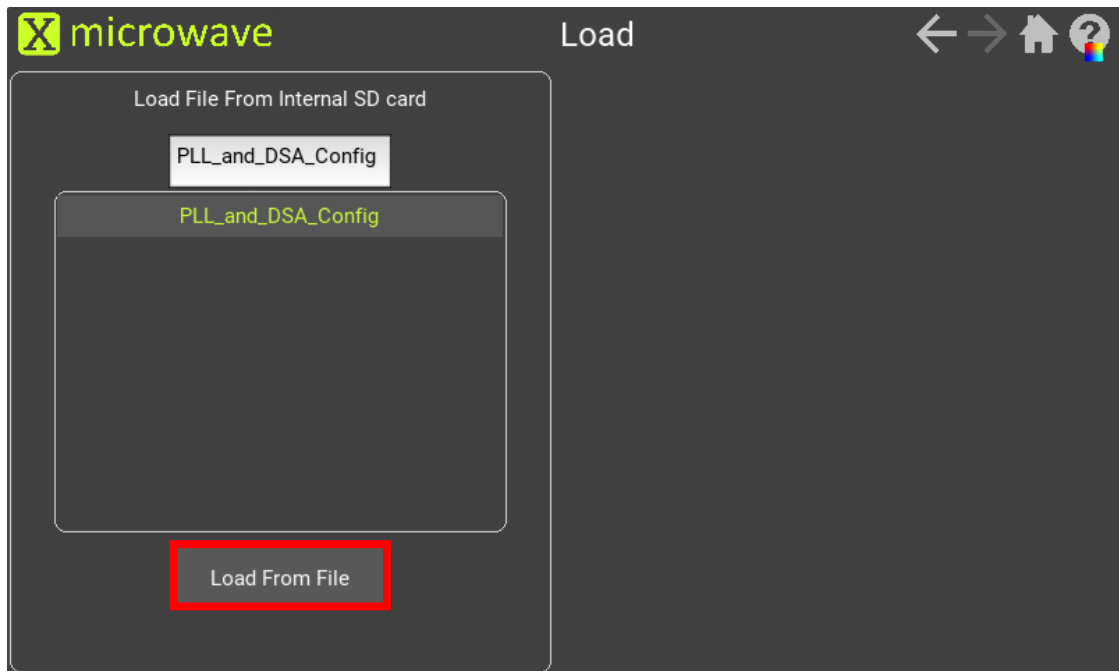 X microwave
Load
?
Load File From Internal SD card
PLL_and_DSA_Config
PLL_and_DSA_Config
Load From File